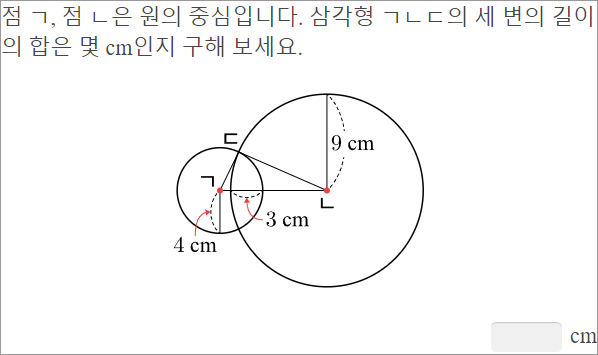 점 ㄱ, 점 ㄴ은 원의 중심입니다. 삼각형 ㄱㄴㄷ의 세 변의 길이
의 합은 몇 cm인지 구해 보세요.
ㄷ
9 cm
ㄱ
ㄴ
3 cm
4 cm
cm